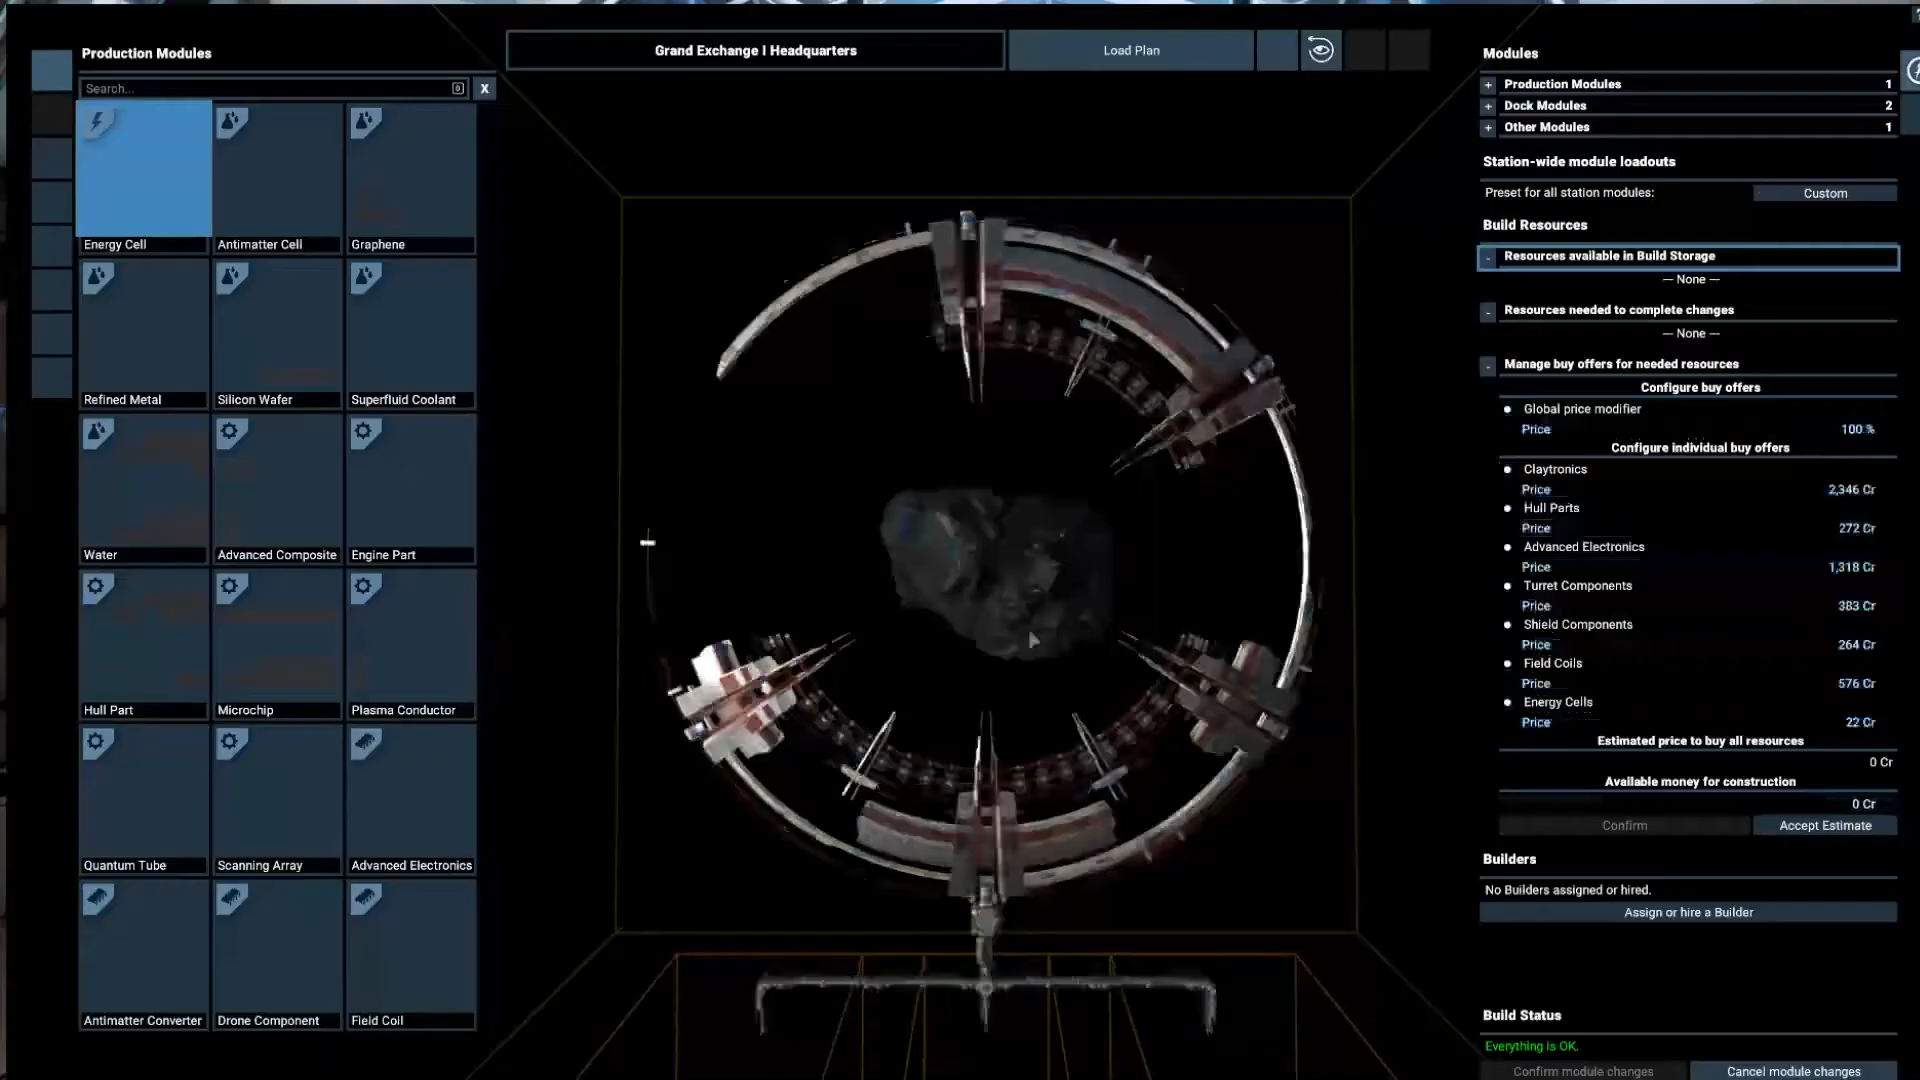 Production Modules
Search...
X
Energy Cell
Antimatter Cell
Graphene
Refined Metal
Silicon Wafer
Superfluid Coolant
Water
Advanced Composite
Engine Part
Hull Part
Microchip
Plasma Conductor
Quantum Tube
Scanning Array
Advanced Electronics
Antimatter Converter
Drone Component
Field Coil
Grand Exchange I Headquarters
Load Plan
Modules
+ Production Modules 1
+ Dock Modules 2
+ Other Modules 1
Station-wide module loadouts
Preset for all station modules: Custom
Build Resources
- Resources available in Build Storage
— None —
- Resources needed to complete changes
— None —
- Manage buy offers for needed resources
Configure buy offers
Global price modifier
Price 100 %
Configure individual buy offers
Claytronics
Price 2,346 Cr
Hull Parts
Price 272 Cr
Advanced Electronics
Price 1,318 Cr
Turret Components
Price 383 Cr
Shield Components
Price 264 Cr
Field Coils
Price 576 Cr
Energy Cells
Price 22 Cr
Estimated price to buy all resources
0 Cr
Available money for construction
0 Cr
Confirm
Accept Estimate
Builders
No Builders assigned or hired.
Assign or hire a Builder
Build Status
Everything is OK.
Confirm module changes
Cancel module changes